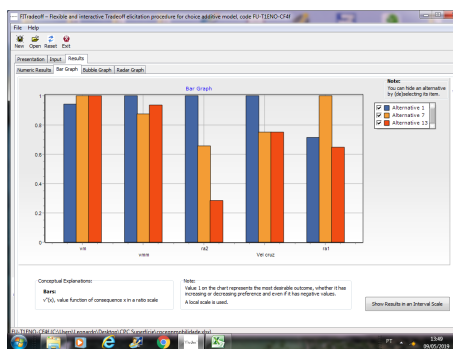 FITradeoff - Flexible and interactive Tradeoff elicitation procedure for choice additive model. code FU-T1ENO-CF4f
File Help
New Open Reset Exit
Presentation Input Results
Numeric Results Bar Graph Bubble Graph Radar Graph
Bar Graph
Note:
You can hide an alternative
by (de)selecting its item.
Alternative 1
Alternative 7
Alternative 13
1
0.8
0.6
0.4
0.2
0
vm
vmm
ra2
Vel cruz
ra1
Conceptual Explanations:
Bars:
v"(x), value function of consequence x in a ratio scale
Note:
Value 1 on the chart represents the most desirable outcome, whether it has
increasing or decreasing preference and even if it has negative values.
A local scale is used.
Show Results in an Interval Scale
PT
13:49
09/05/2019